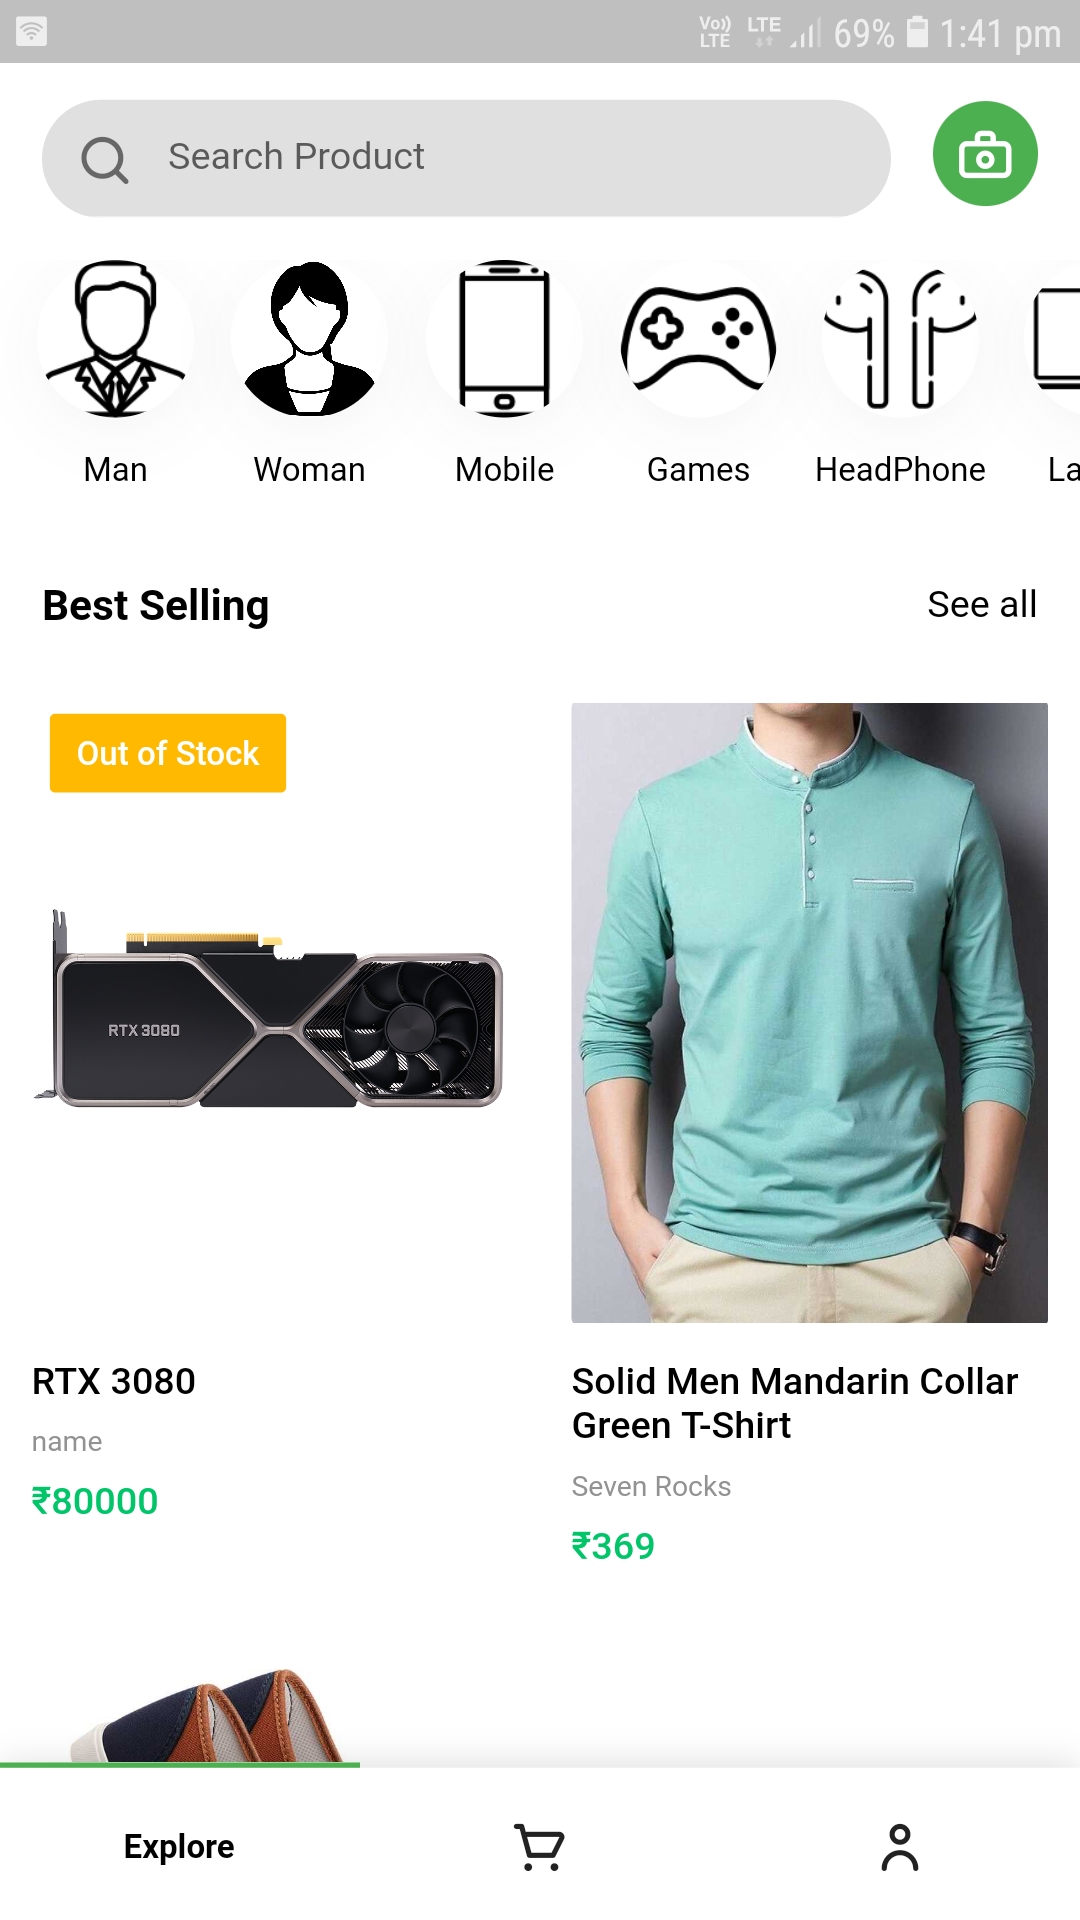 Vo)) LTE 69% 1:41 pm
LTE
Search Product
Man Woman Mobile Games HeadPhone La
Best Selling See all
Out of Stock
RTX 3080
RTX 3080
name
₹80000
Solid Men Mandarin Collar
Green T-Shirt
Seven Rocks
₹369
Explore